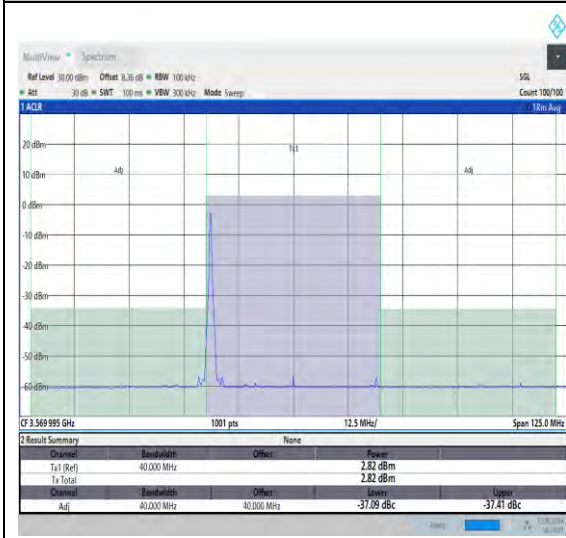 MultiView Spectrum
Ref Level 30.00 dBm Offset 8.36 dB RBW 100 kHz SGL
Att 30 dB SWT 100 ms VBW 300 kHz Mode Sweep Count 100/100
1 ACLR 1Rm Avg
20 dBm
Tx1
Adj Adj
10 dBm
0 dBm
-10 dBm
-20 dBm
-30 dBm
-40 dBm
-50 dBm
-60 dBm
CF 3.569 995 GHz 1001 pts 12.5 MHz/ Span 125.0 MHz
2 Result Summary None
Channel Bandwidth Offset Power
Tx1 (Ref) 40.000 MHz 2.82 dBm
Tx Total 2.82 dBm
Channel Bandwidth Offset Lower Upper
Adj 40.000 MHz 40.000 MHz -37.09 dBc -37.41 dBc